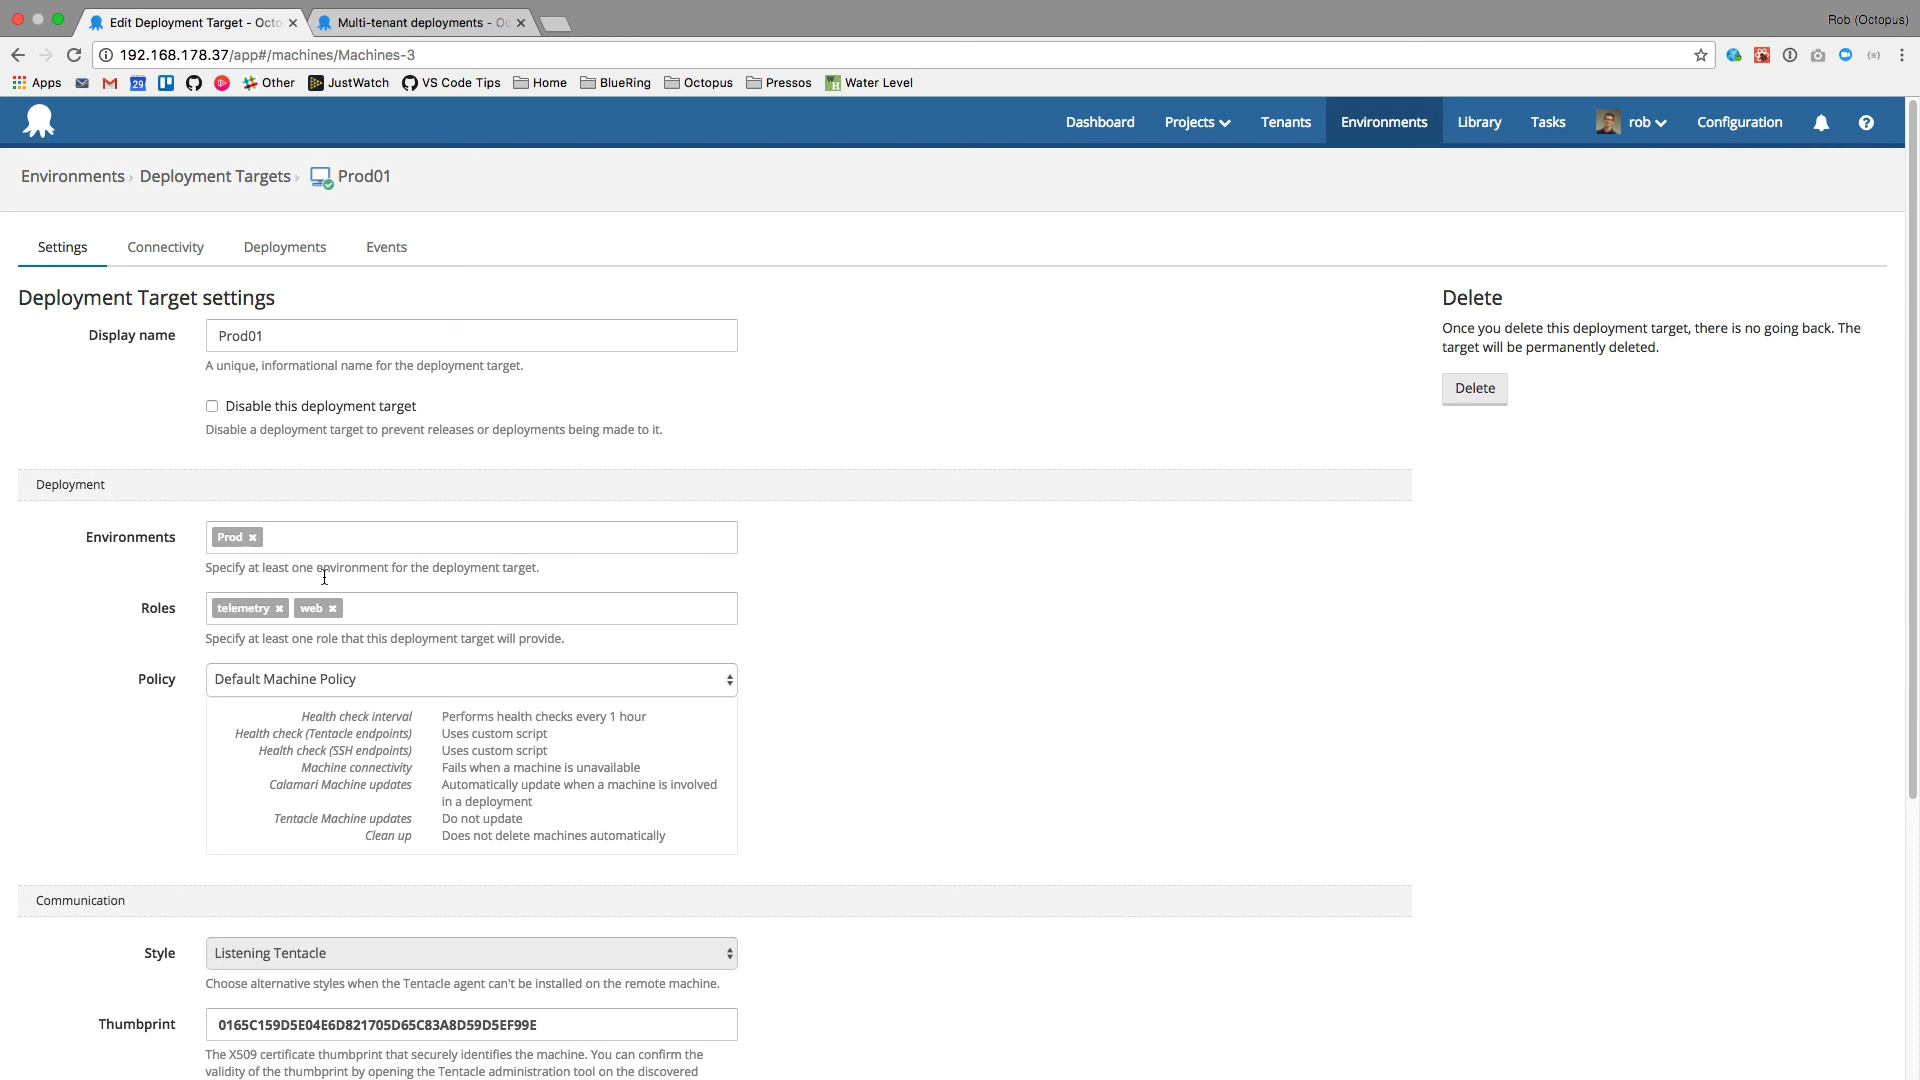 Edit Deployment Target - Octo
Multi-tenant deployments - Oc
Rob (Octopus)
192.168.178.37/app#/machines/Machines-3
Apps
29
Other
JustWatch
VS Code Tips
Home
BlueRing
Octopus
Pressos
Water Level
Dashboard
Projects
Tenants
Environments
Library
Tasks
rob
Configuration
Environments › Deployment Targets › Prod01
Settings
Connectivity
Deployments
Events
Deployment Target settings
Display name
Prod01
A unique, informational name for the deployment target.
Disable this deployment target
Disable a deployment target to prevent releases or deployments being made to it.
Delete
Once you delete this deployment target, there is no going back. The
target will be permanently deleted.
Delete
Deployment
Environments
Prod
Specify at least one environment for the deployment target.
Roles
telemetry
web
Specify at least one role that this deployment target will provide.
Policy
Default Machine Policy
Health check interval Performs health checks every 1 hour
Health check (Tentacle endpoints) Uses custom script
Health check (SSH endpoints) Uses custom script
Machine connectivity Fails when a machine is unavailable
Calamari Machine updates Automatically update when a machine is involved
in a deployment
Tentacle Machine updates Do not update
Clean up Does not delete machines automatically
Communication
Style
Listening Tentacle
Choose alternative styles when the Tentacle agent can't be installed on the remote machine.
Thumbprint
0165C159D5E04E6D821705D65C83A8D59D5EF99E
The X509 certificate thumbprint that securely identifies the machine. You can confirm the
validity of the thumbprint by opening the Tentacle administration tool on the discovered